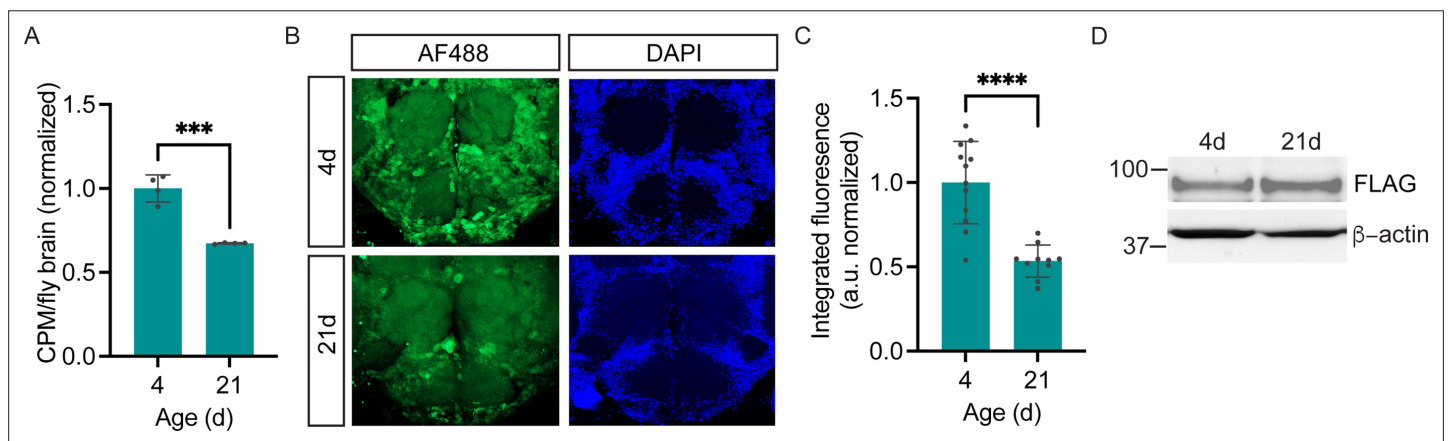 A
CPM/fly brain (normalized)
1.5
1.0
0.5
0.0
***
4 21
Age (d)
B
AF488 DAPI
4d
21d
C
Integrated fluoresence
(a.u. normalized)
1.5
1.0
0.5
0.0
****
4 21
Age (d)
D
4d 21d
100
FLAG
37
β–actin